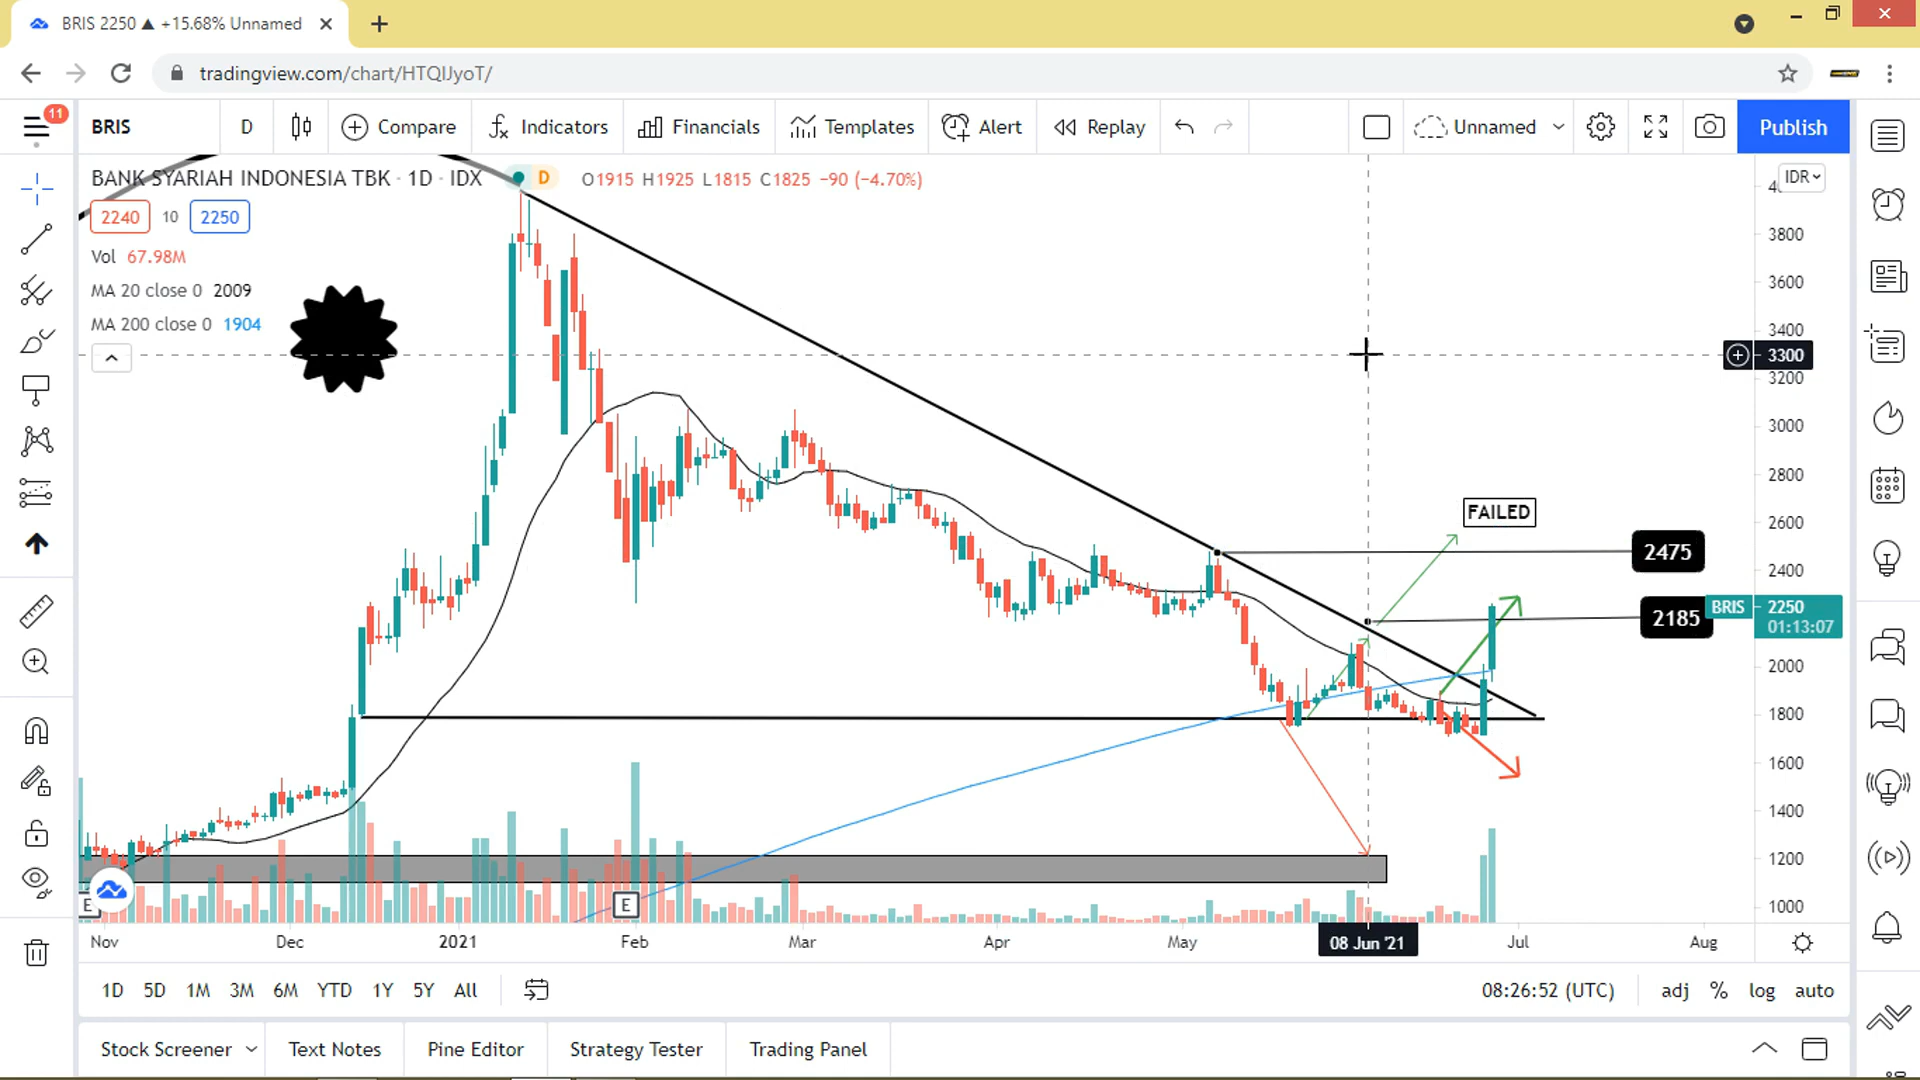 BRIS 2250 ▲ +15.68% Unnamed
tradingview.com/chart/HTQIJyoT/
11
BRIS D Compare Indicators Financials Templates Alert Replay Unnamed Publish
BANK SYARIAH INDONESIA TBK · 1D · IDX D O1915 H1925 L1815 C1825 −90 (−4.70%)
IDR
2240 10 2250
Vol 67.98M
MA 20 close 0 2009
MA 200 close 0 1904
3800
3600
3400
3300
3200
3000
2800
2600
2400
2000
1800
1600
1400
1200
1000
FAILED
2475
2185
BRIS 2250
01:13:07
E E
Nov Dec 2021 Feb Mar Apr May 08 Jun '21 Jul Aug
1D 5D 1M 3M 6M YTD 1Y 5Y All 08:26:52 (UTC) adj % log auto
Stock Screener Text Notes Pine Editor Strategy Tester Trading Panel